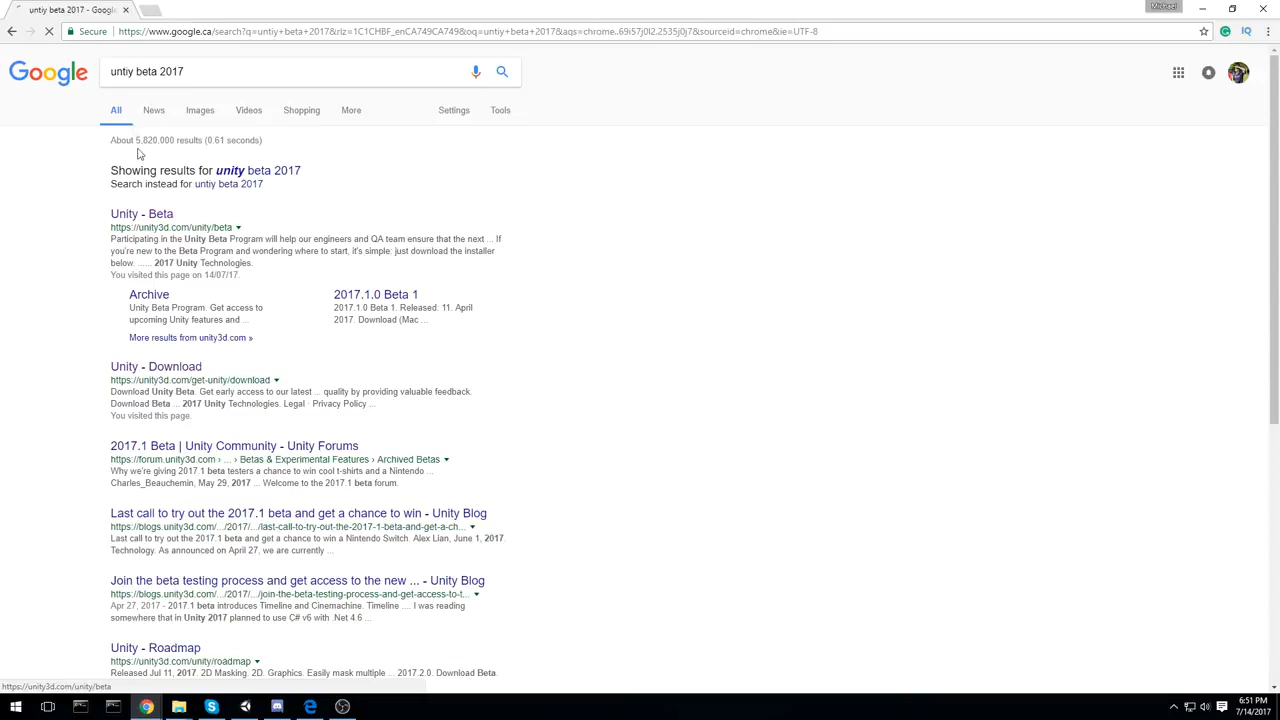 untiy beta 2017 - Google
Michael
Secure
https://www.google.ca/search?q=untiy+beta+2017&rlz=1C1CHBF_enCA749CA749&oq=untiy+beta+2017&aqs=chrome..69i57j0l2.2535j0j7&sourceid=chrome&ie=UTF-8
Google
untiy beta 2017
All News Images Videos Shopping More Settings Tools
About 5,820,000 results (0.61 seconds)
Showing results for unity beta 2017
Search instead for untiy beta 2017
Unity - Beta
https://unity3d.com/unity/beta
Participating in the Unity Beta Program will help our engineers and QA team ensure that the next ... If
you're new to the Beta Program and wondering where to start, it's simple: just download the installer
below. ...... 2017 Unity Technologies.
You visited this page on 14/07/17.
Archive
Unity Beta Program. Get access to
upcoming Unity features and ...
2017.1.0 Beta 1
2017.1.0 Beta 1. Released: 11. April
2017. Download (Mac ...
More results from unity3d.com »
Unity - Download
https://unity3d.com/get-unity/download
Download Unity Beta. Get early access to our latest ... quality by providing valuable feedback.
Download Beta ... 2017 Unity Technologies. Legal · Privacy Policy ...
You visited this page.
2017.1 Beta | Unity Community - Unity Forums
https://forum.unity3d.com › ... › Betas & Experimental Features › Archived Betas
Why we're giving 2017.1 beta testers a chance to win cool t-shirts and a Nintendo ...
Charles_Beauchemin, May 29, 2017 ... Welcome to the 2017.1 beta forum.
Last call to try out the 2017.1 beta and get a chance to win - Unity Blog
https://blogs.unity3d.com/.../2017/.../last-call-to-try-out-the-2017-1-beta-and-get-a-ch...
Last call to try out the 2017.1 beta and get a chance to win a Nintendo Switch. Alex Lian, June 1, 2017.
Technology. As announced on April 27, we are currently ...
Join the beta testing process and get access to the new ... - Unity Blog
https://blogs.unity3d.com/.../2017/.../join-the-beta-testing-process-and-get-access-to-t...
Apr 27, 2017 - 2017.1 beta introduces Timeline and Cinemachine. Timeline .... I was reading
somewhere that in Unity 2017 planned to use C# v6 with .Net 4.6 ...
Unity - Roadmap
https://unity3d.com/unity/roadmap
Released Jul 11, 2017. 2D Masking. 2D. Graphics. Easily mask multiple ... 2017.2.0. Download Beta.
https://unity3d.com/unity/beta
6:51 PM
7/14/2017